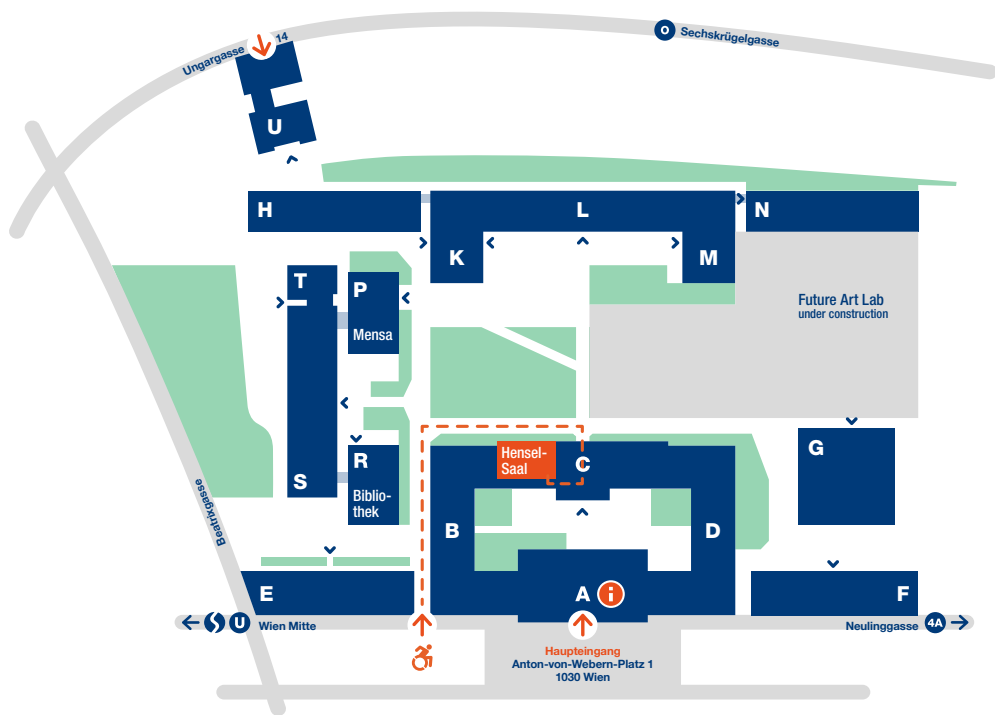 14
Ungargasse
O
Sechskrügelgasse
U
H
L
N
K
M
T
P
Mensa
Future Art Lab
under construction
Hensel-
Saal
C
G
R
S
Biblio-
thek
Beatrixgasse
B
D
E
A
i
F
S
U
Wien Mitte
Neulinggasse
4A
Haupteingang
Anton-von-Webern-Platz 1
1030 Wien